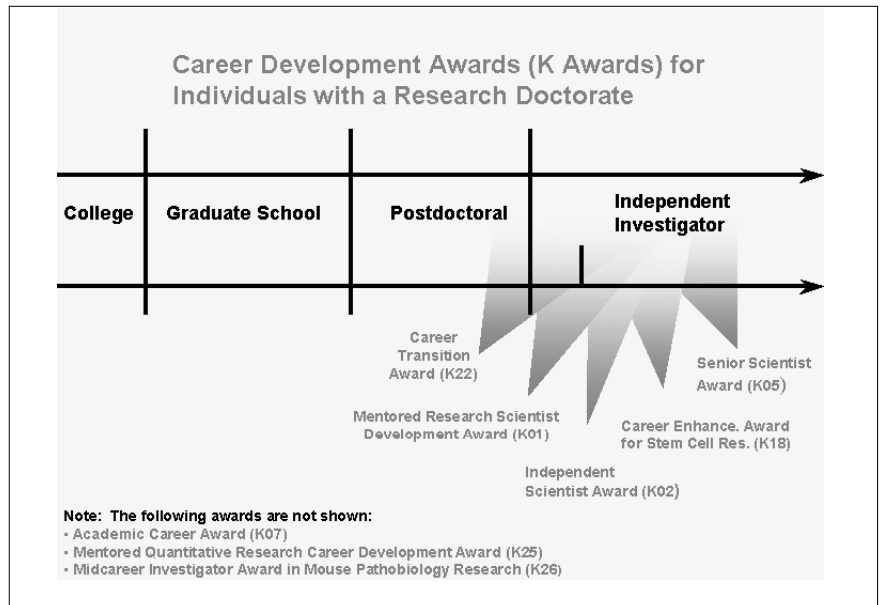 Career Development Awards (K Awards) for
Individuals with a Research Doctorate
College
Graduate School
Postdoctoral
Independent
Investigator
Career
Transition
Award (K22)
Mentored Research Scientist
Development Award (K01)
Independent
Scientist Award (K02)
Career Enhance. Award
for Stem Cell Res. (K18)
Senior Scientist
Award (K05)
Note:  The following awards are not shown:
• Academic Career Award (K07)
• Mentored Quantitative Research Career Development Award (K25)
• Midcareer Investigator Award in Mouse Pathobiology Research (K26)